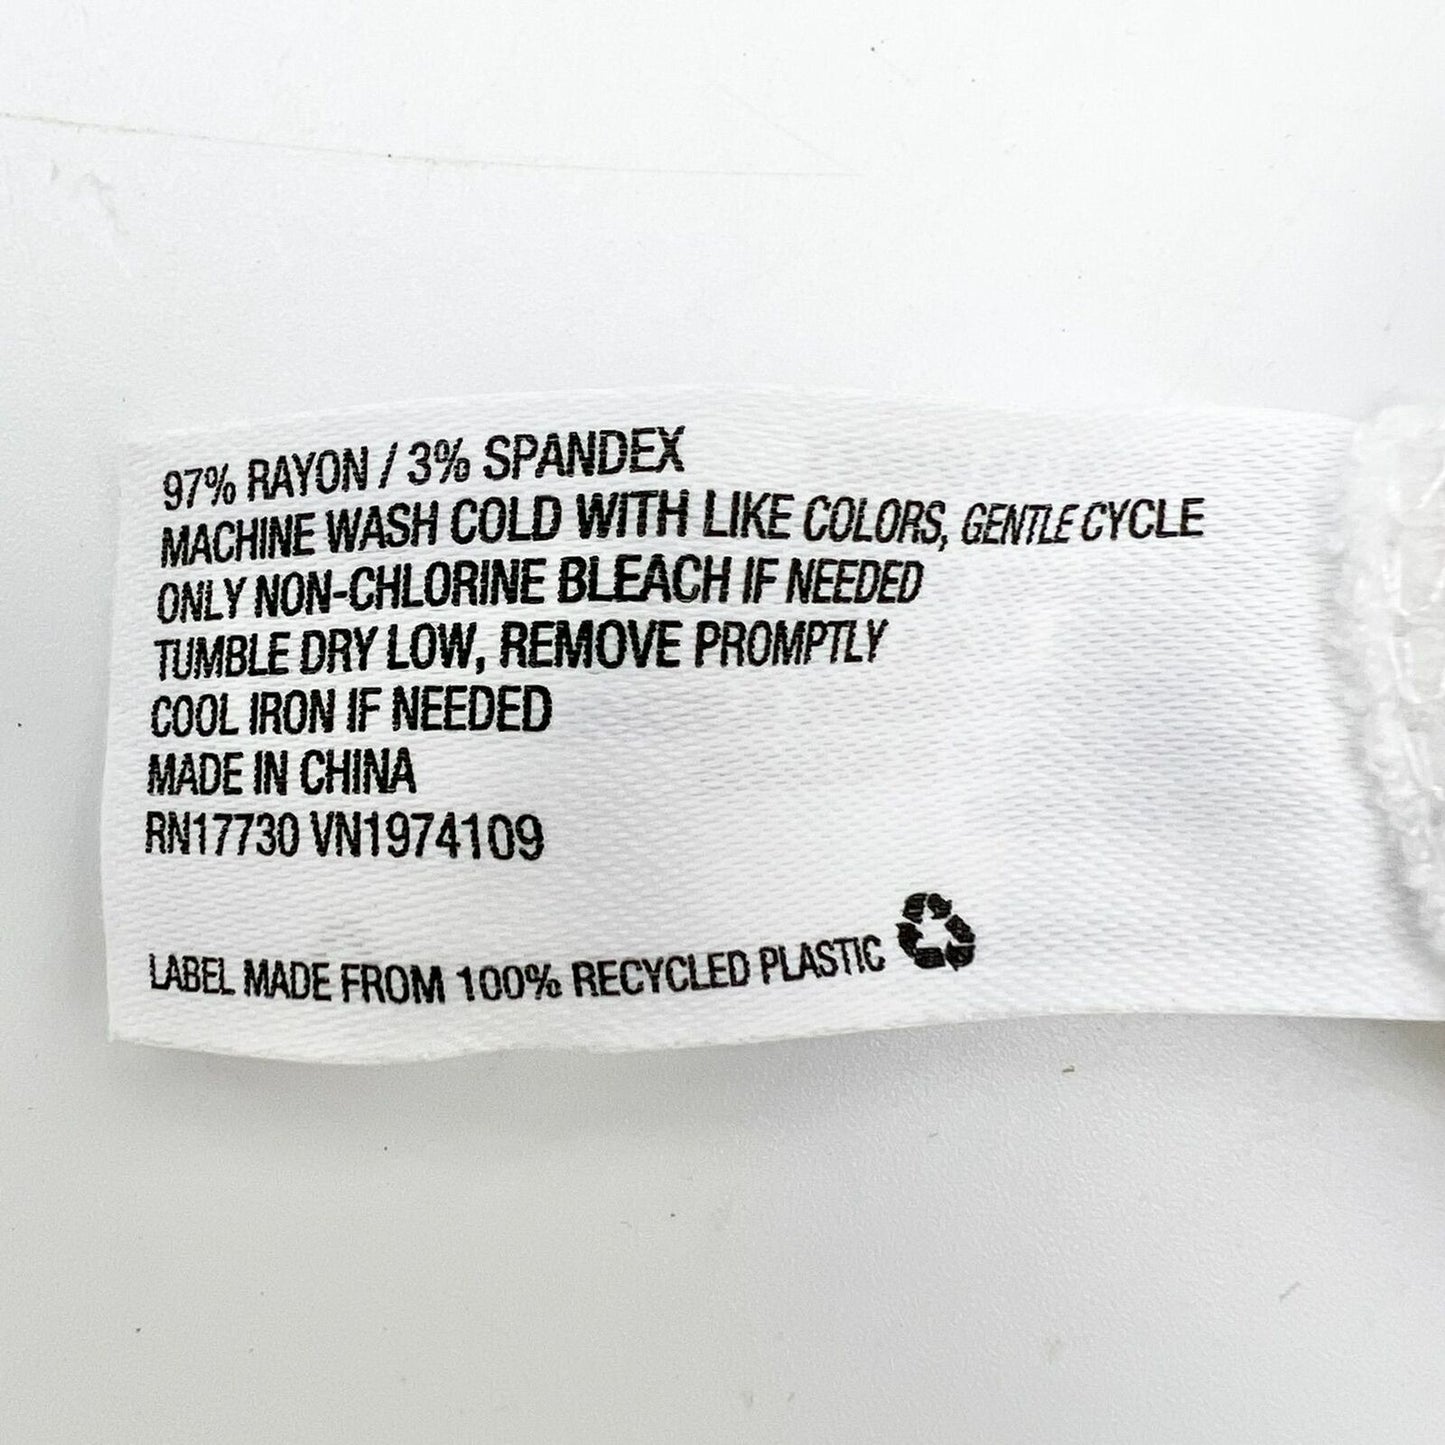 97% RAYON / 3% SPANDEX
MACHINE WASH COLD WITH LIKE COLORS, GENTLE CYCLE
ONLY NON-CHLORINE BLEACH IF NEEDED
TUMBLE DRY LOW, REMOVE PROMPTLY
COOL IRON IF NEEDED
MADE IN CHINA
RN17730 VN1974109
LABEL MADE FROM 100% RECYCLED PLASTIC